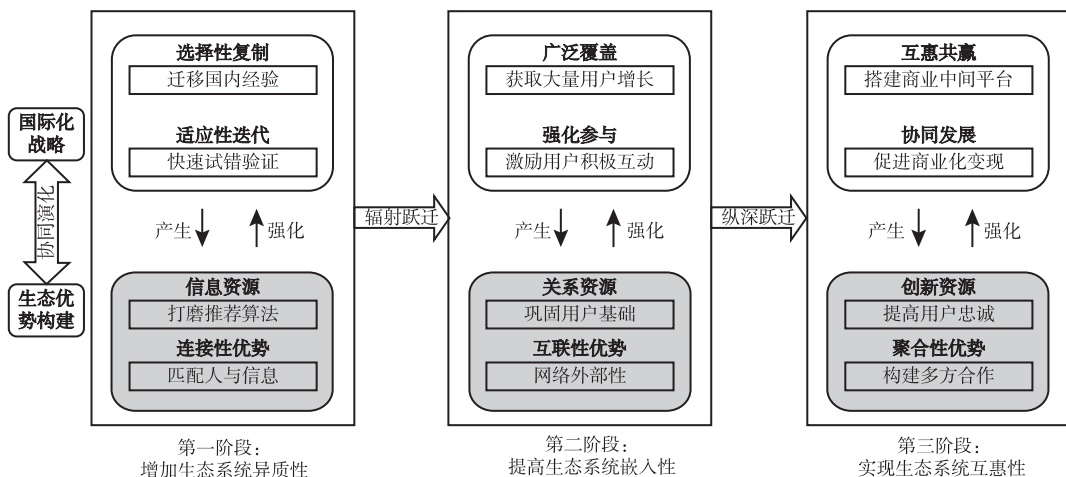 国际化
战略
协同演化
生态优
势构建
选择性复制
迁移国内经验
适应性迭代
快速试错验证
产生
强化
信息资源
打磨推荐算法
连接性优势
匹配人与信息
第一阶段：
增加生态系统异质性
辐射跃迁
广泛覆盖
获取大量用户增长
强化参与
激励用户积极互动
产生
强化
关系资源
巩固用户基础
互联性优势
网络外部性
第二阶段：
提高生态系统嵌入性
纵深跃迁
互惠共赢
搭建商业中间平台
协同发展
促进商业化变现
产生
强化
创新资源
提高用户忠诚
聚合性优势
构建多方合作
第三阶段：
实现生态系统互惠性